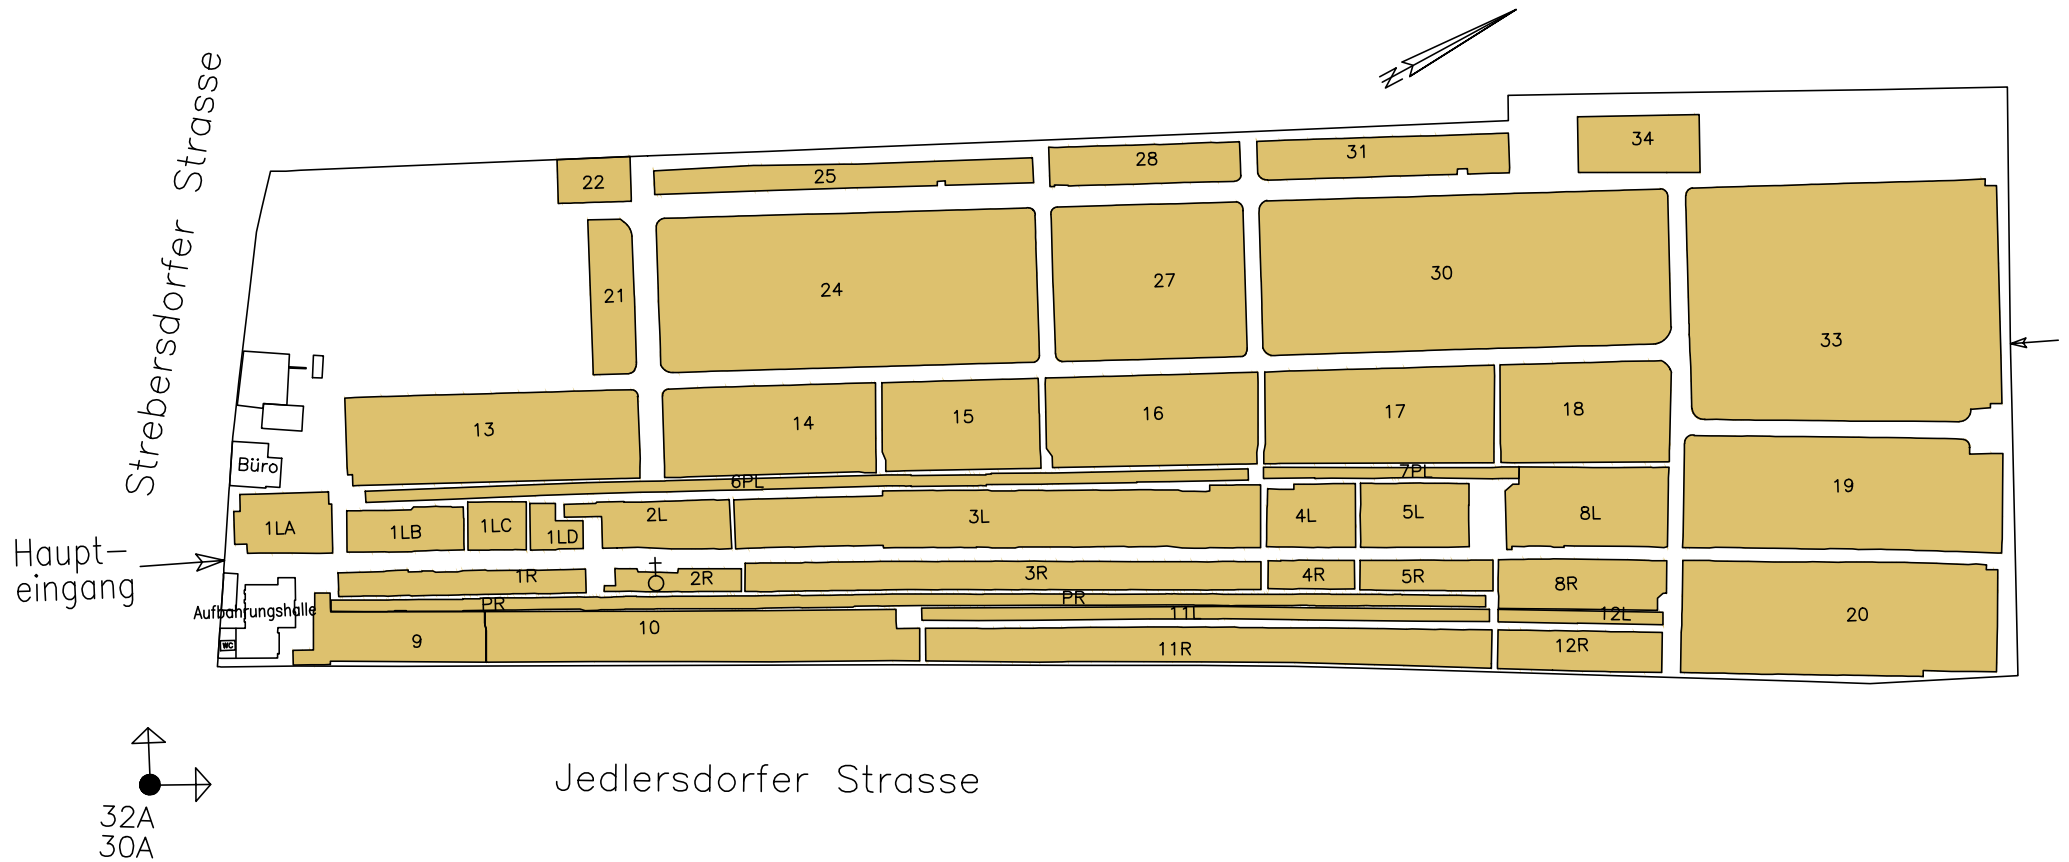 N
Strebersdorfer Strasse
34
31
28
25
22
30
27
24
21
33
18
17
16
15
14
13
Büro
7PL
6PL
19
8L
5L
4L
3L
2L
1LD
1LC
1LB
1LA
Haupt-
eingang
1R
2R
3R
4R
5R
8R
Aufbahrungshalle
PR
PR
11L
12L
20
WC
9
10
11R
12R
Jedlersdorfer Strasse
32A
30A